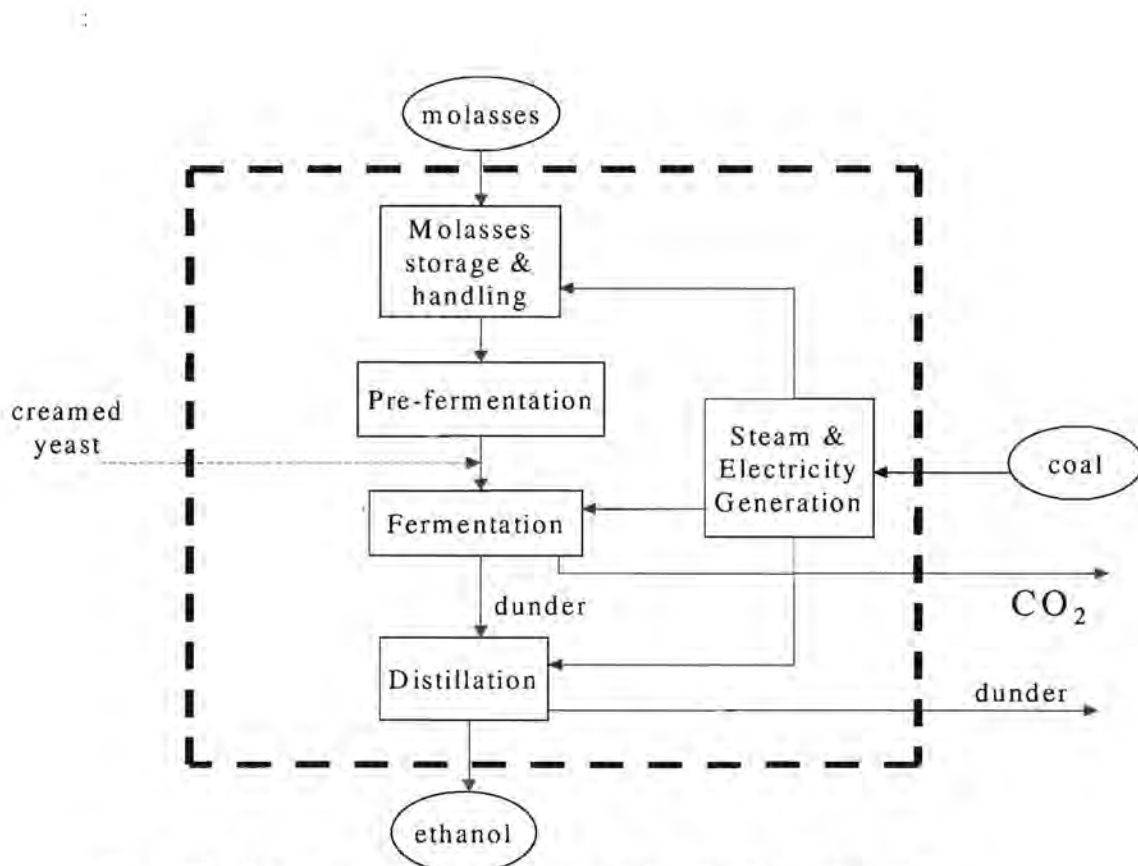 molasses
Molasses
storage &
handling
Pre-fermentation
creamed
yeast
Steam &
Electricity
Generation
coal
Fermentation
CO₂
dunder
Distillation
dunder
ethanol